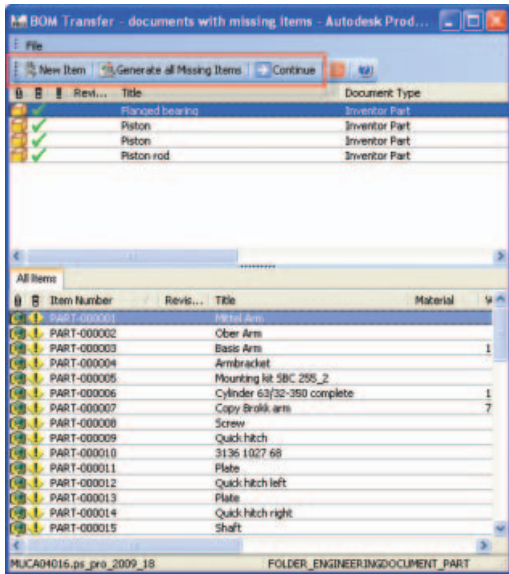 BOM Transfer - documents with missing items - Autodesk Prod...
File
New Item Generate all Missing Items Continue
Revi... Title Document Type
Flanged bearing Inventor Part
Piston Inventor Part
Piston Inventor Part
Piston rod Inventor Part
All Items
Item Number Revis... Title Material
PART-000001 Mittel Arm
PART-000002 Ober Arm
PART-000003 Basis Arm 1
PART-000004 Armbracket
PART-000005 Mounting kit SBC 255_2
PART-000006 Cylinder 63/32-350 complete 1
PART-000007 Copy Brokk arm 7
PART-000008 Screw
PART-000009 Quick hitch
PART-000010 3136 1027 68
PART-000011 Plate
PART-000012 Quick hitch left
PART-000013 Plate
PART-000014 Quick hitch right
PART-000015 Shaft
MUCA04016.ps_pro_2009_18 FOLDER_ENGINEERINGDOCUMENT_PART